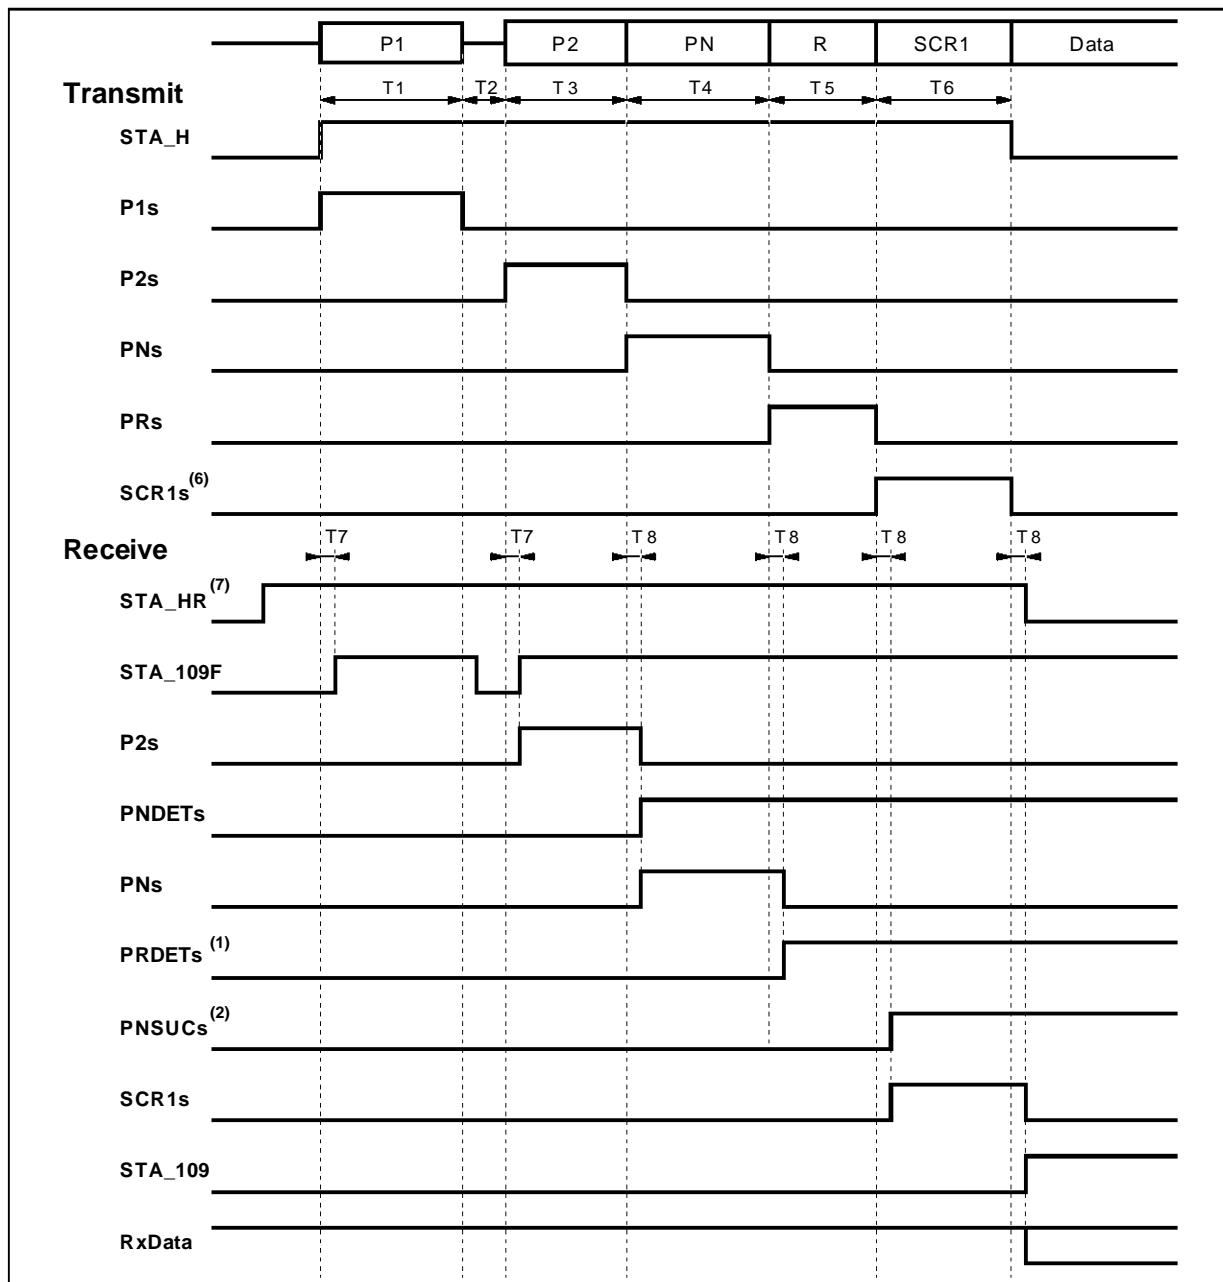 P1 P2 PN R SCR1 Data
Transmit
T1 T2 T3 T4 T5 T6
STA_H
P1s
P2s
PNs
PRs
SCR1s(6)
Receive
T7 T7 T8 T8 T8 T8
STA_HR(7)
STA_109F
P2s
PNDETs
PNs
PRDETs (1)
PNSUCs(2)
SCR1s
STA_109
RxData